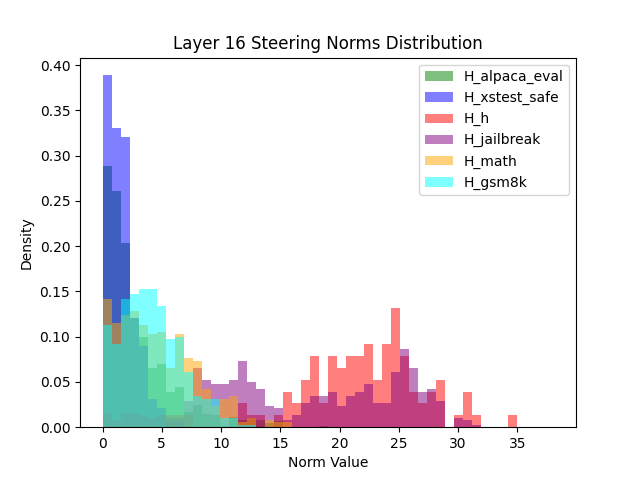 Layer 16 Steering Norms Distribution
H_alpaca_eval
H_xstest_safe
H_h
H_jailbreak
H_math
H_gsm8k
Density
0.40
0.35
0.30
0.25
0.20
0.15
0.10
0.05
0.00
0 5 10 15 20 25 30 35
Norm Value